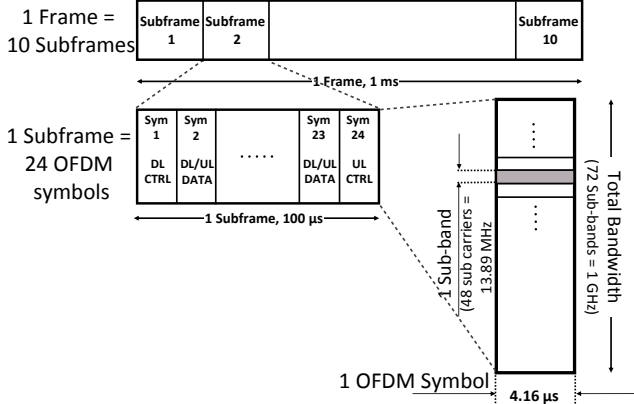 1 Frame =
10 Subframes
Subframe
1
Subframe
2
Subframe
10
1 Frame, 1 ms
1 Subframe =
24 OFDM
symbols
Sym
1
DL
CTRL
Sym
2
DL/UL
DATA
.....
Sym
23
DL/UL
DATA
Sym
24
UL
CTRL
1 Subframe, 100 µs
....
1 Sub-band
(48 sub carriers =
13.89 MHz
....
Total Bandwidth
(72 Sub-bands = 1 GHz)
1 OFDM Symbol
4.16 µs